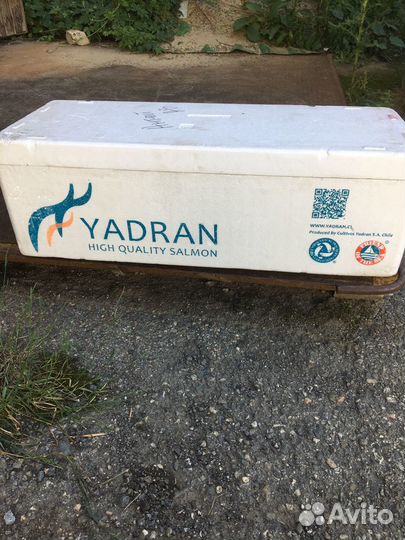 YADRAN
HIGH QUALITY SALMON
WWW.YADRAN.CL
Produced By Cultivos Yadran S.A. Chile
Avito